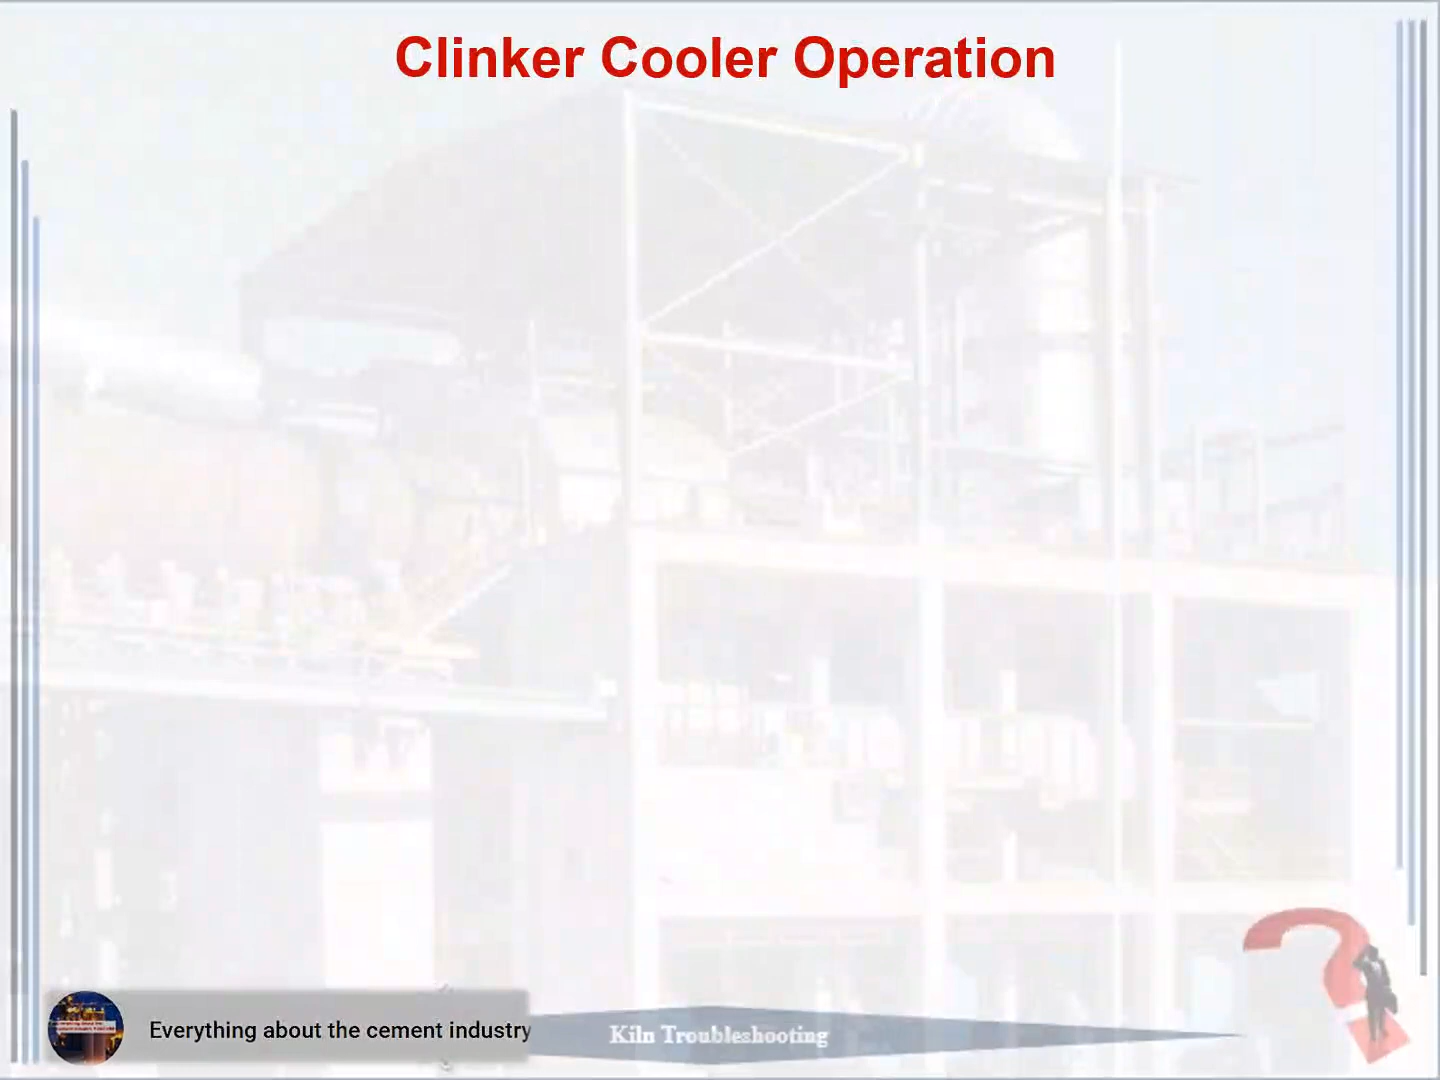 Clinker Cooler Operation
Everything about the cement industry
Kiln Troubleshooting